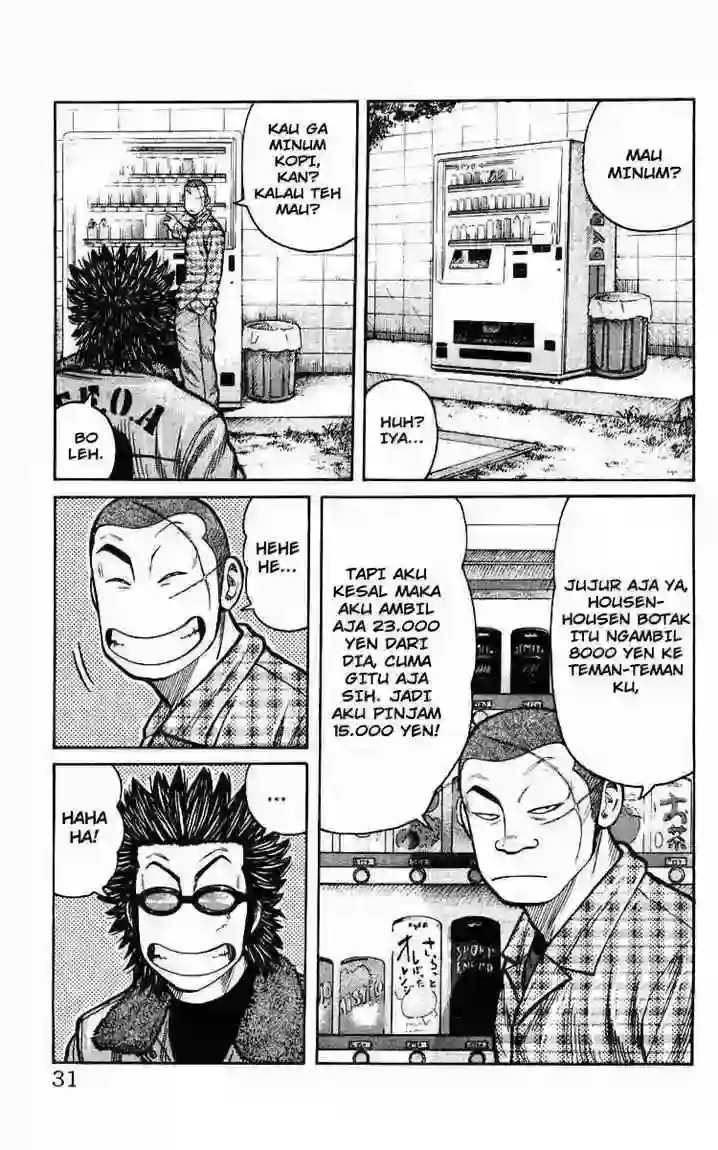 MAU
MINUM?
HUH?
IYA...
KAU GA
MINUM
KOPI,
KAN?
KALAU TEH
MAU?
BO
LEH.
JUJUR AJA YA,
HOUSEN-
HOUSEN BOTAK
ITU NGAMBIL
8000 YEN KE
TEMAN-TEMAN
KU,
TAPI AKU
KESAL MAKA
AKU AMBIL
AJA 23.000
YEN DARI
DIA, CUMA
GITU AJA
SIH. JADI
AKU PINJAM
15.000 YEN!
HEHE
HE...
...
HAHA
HA!
31